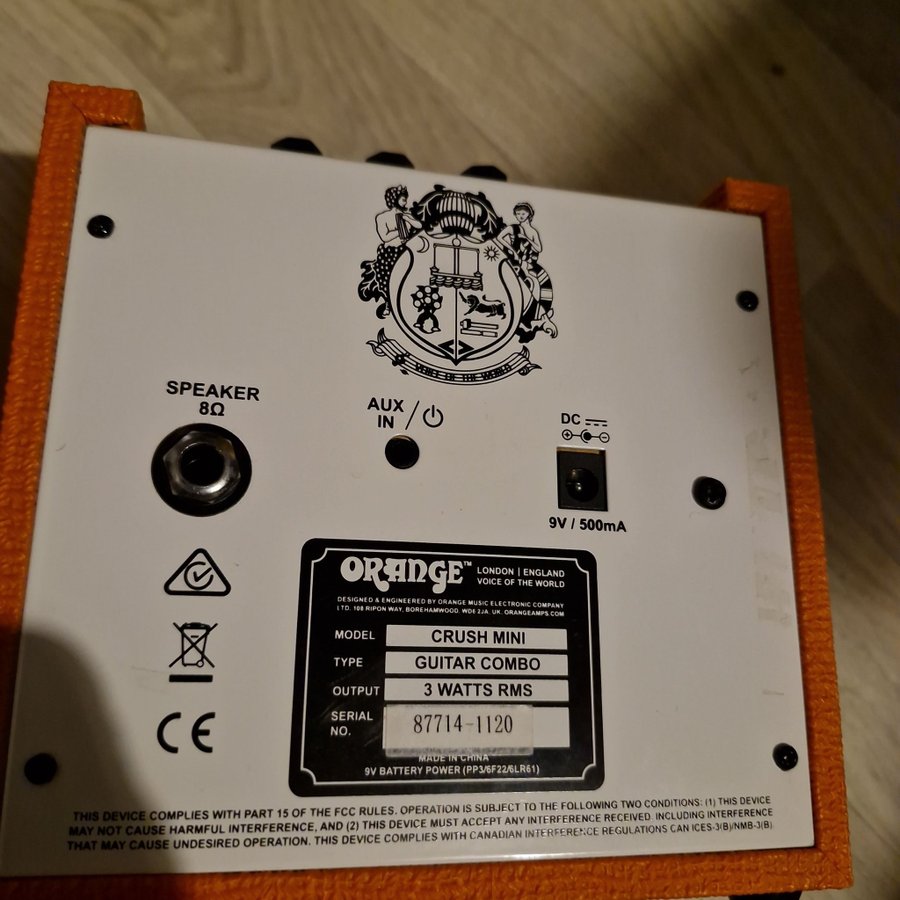 VOICE OF THE WORLD
SPEAKER
8Ω
AUX
IN /
DC
9V / 500mA
ORANGE™ LONDON | ENGLAND
VOICE OF THE WORLD
DESIGNED & ENGINEERED BY ORANGE MUSIC ELECTRONIC COMPANY
LTD. 108 RIPON WAY, BOREHAMWOOD. WD6 2JA. UK. ORANGEAMPS.COM
MODEL CRUSH MINI
TYPE GUITAR COMBO
OUTPUT 3 WATTS RMS
SERIAL
NO. 87714-1120
MADE IN CHINA
9V BATTERY POWER (PP3/6F22/6LR61)
CE
THIS DEVICE COMPLIES WITH PART 15 OF THE FCC RULES. OPERATION IS SUBJECT TO THE FOLLOWING TWO CONDITIONS: (1) THIS DEVICE
MAY NOT CAUSE HARMFUL INTERFERENCE, AND (2) THIS DEVICE MUST ACCEPT ANY INTERFERENCE RECEIVED. INCLUDING INTERFERENCE
THAT MAY CAUSE UNDESIRED OPERATION. THIS DEVICE COMPLIES WITH CANADIAN INTERFERENCE REGULATIONS CAN ICES-3(B)/NMB-3(B)